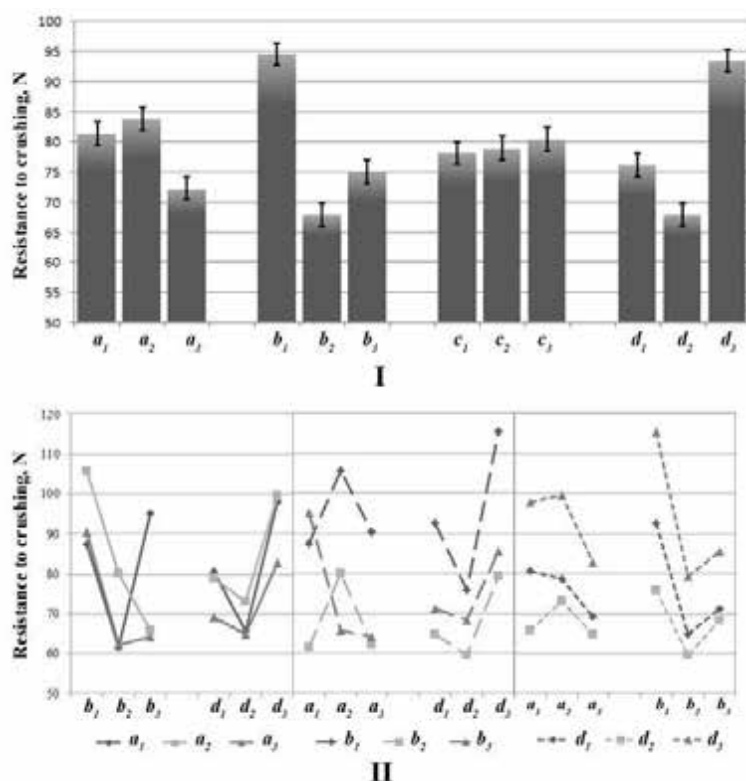 Resistance to crushing, N
100
95
90
85
80
75
70
65
60
55
50
a₁ a₂ a₃ b₁ b₂ b₃ c₁ c₂ c₃ d₁ d₂ d₃
I
Resistance to crushing, N
120
110
100
90
80
70
60
50
b₁ b₂ b₃ d₁ d₂ d₃ a₁ a₂ a₃ d₁ d₂ d₃ a₁ a₂ a₃ b₁ b₂ b₃
a₁ a₂ a₃ b₁ b₂ b₃ d₁ d₂ d₃
II